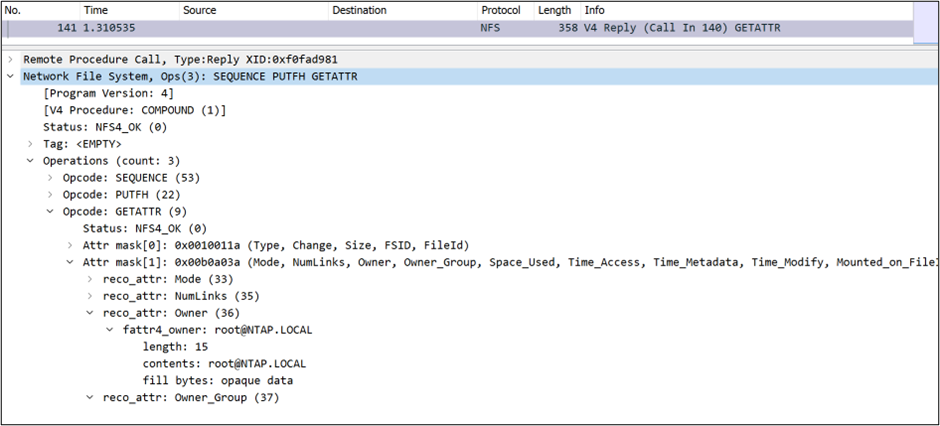 No. Time Source Destination Protocol Length Info
141 1.310535 NFS 358 V4 Reply (Call In 140) GETATTR
Remote Procedure Call, Type:Reply XID:0xf0fad981
Network File System, Ops(3): SEQUENCE PUTFH GETATTR
[Program Version: 4]
[V4 Procedure: COMPOUND (1)]
Status: NFS4_OK (0)
Tag: <EMPTY>
Operations (count: 3)
Opcode: SEQUENCE (53)
Opcode: PUTFH (22)
Opcode: GETATTR (9)
Status: NFS4_OK (0)
Attr mask[0]: 0x0010011a (Type, Change, Size, FSID, FileId)
Attr mask[1]: 0x00b0a03a (Mode, NumLinks, Owner, Owner_Group, Space_Used, Time_Access, Time_Metadata, Time_Modify, Mounted_on_FileI
reco_attr: Mode (33)
reco_attr: NumLinks (35)
reco_attr: Owner (36)
fattr4_owner: root@NTAP.LOCAL
length: 15
contents: root@NTAP.LOCAL
fill bytes: opaque data
reco_attr: Owner_Group (37)